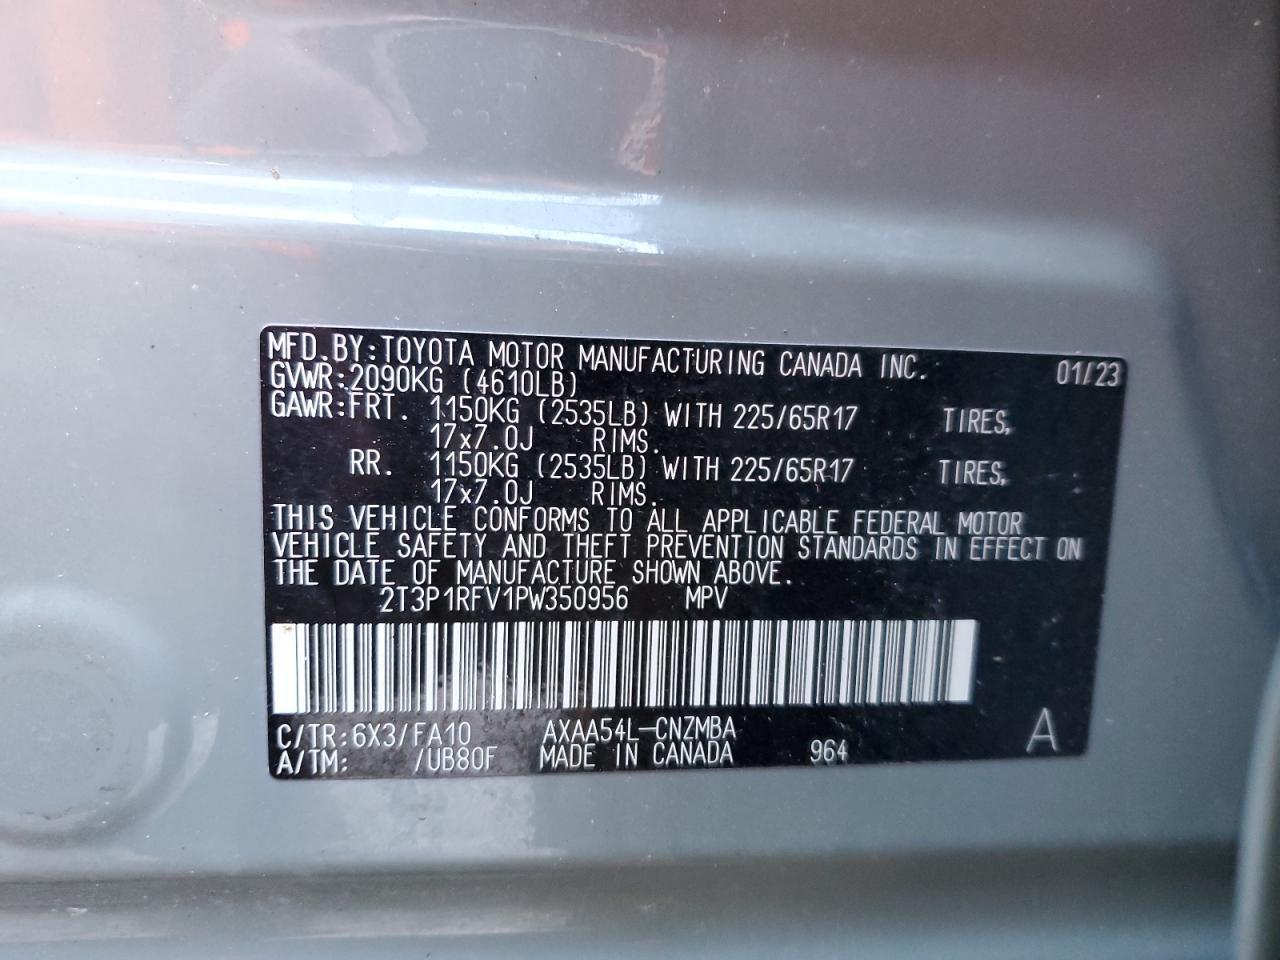 MFD.BY:TOYOTA MOTOR MANUFACTURING CANADA INC. 01/23
GVWR:2090KG (4610LB)
GAWR:FRT. 1150KG (2535LB) WITH 225/65R17 TIRES,
17x7.0J RIMS.
RR. 1150KG (2535LB) WITH 225/65R17 TIRES,
17x7.0J RIMS.
THIS VEHICLE CONFORMS TO ALL APPLICABLE FEDERAL MOTOR
VEHICLE SAFETY AND THEFT PREVENTION STANDARDS IN EFFECT ON
THE DATE OF MANUFACTURE SHOWN ABOVE.
2T3P1RFV1PW350956 MPV
C/TR:6X3/FA10 AXAA54L-CNZMBA A
A/TM: /UB80F MADE IN CANADA 964